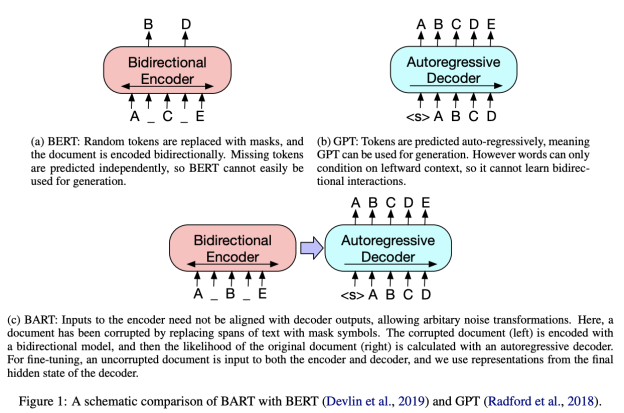 B D
Bidirectional
Encoder
A _ C _ E
(a) BERT: Random tokens are replaced with masks, and
the document is encoded bidirectionally. Missing tokens
are predicted independently, so BERT cannot easily be
used for generation.
A B C D E
Autoregressive
Decoder
<s> A B C D
(b) GPT: Tokens are predicted auto-regressively, meaning
GPT can be used for generation. However words can only
condition on leftward context, so it cannot learn bidirec-
tional interactions.
Bidirectional
Encoder
A _ B _ E
A B C D E
Autoregressive
Decoder
<s> A B C D
(c) BART: Inputs to the encoder need not be aligned with decoder outputs, allowing arbitary noise transformations. Here, a
document has been corrupted by replacing spans of text with mask symbols. The corrupted document (left) is encoded with
a bidirectional model, and then the likelihood of the original document (right) is calculated with an autoregressive decoder.
For fine-tuning, an uncorrupted document is input to both the encoder and decoder, and we use representations from the final
hidden state of the decoder.
Figure 1: A schematic comparison of BART with BERT (Devlin et al., 2019) and GPT (Radford et al., 2018).